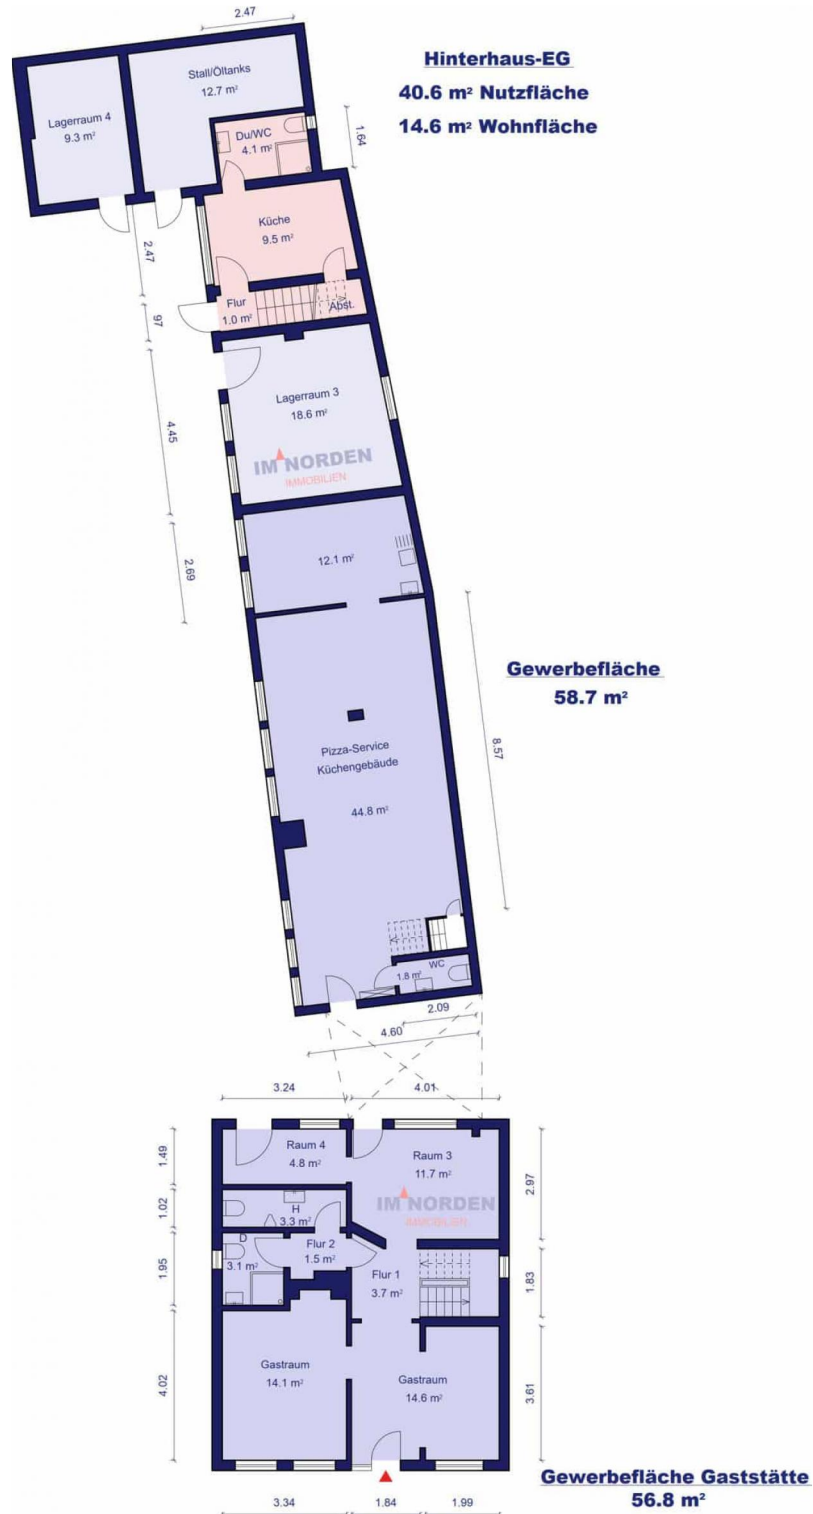 2.47
Hinterhaus-EG
40.6 m² Nutzfläche
14.6 m² Wohnfläche
Stall/Öltanks
12.7 m²
Lagerraum 4
9.3 m²
Du/WC
4.1 m²
1.64
Küche
9.5 m²
2.47
Flur
1.0 m²
Abst.
97
Lagerraum 3
18.6 m²
4.45
IM NORDEN
IMMOBILIEN
12.1 m²
2.69
Gewerbefläche
58.7 m²
8.57
Pizza-Service
Küchengebäude
44.8 m²
WC
1.8 m²
2.09
4.60
3.24
4.01
Raum 4
4.8 m²
Raum 3
11.7 m²
1.49
2.97
IM NORDEN
IMMOBILIEN
H
3.3 m²
1.02
D
3.1 m²
Flur 2
1.5 m²
1.95
Flur 1
3.7 m²
1.83
Gastraum
14.1 m²
Gastraum
14.6 m²
4.02
3.61
Gewerbefläche Gaststätte
56.8 m²
3.34
1.84
1.99